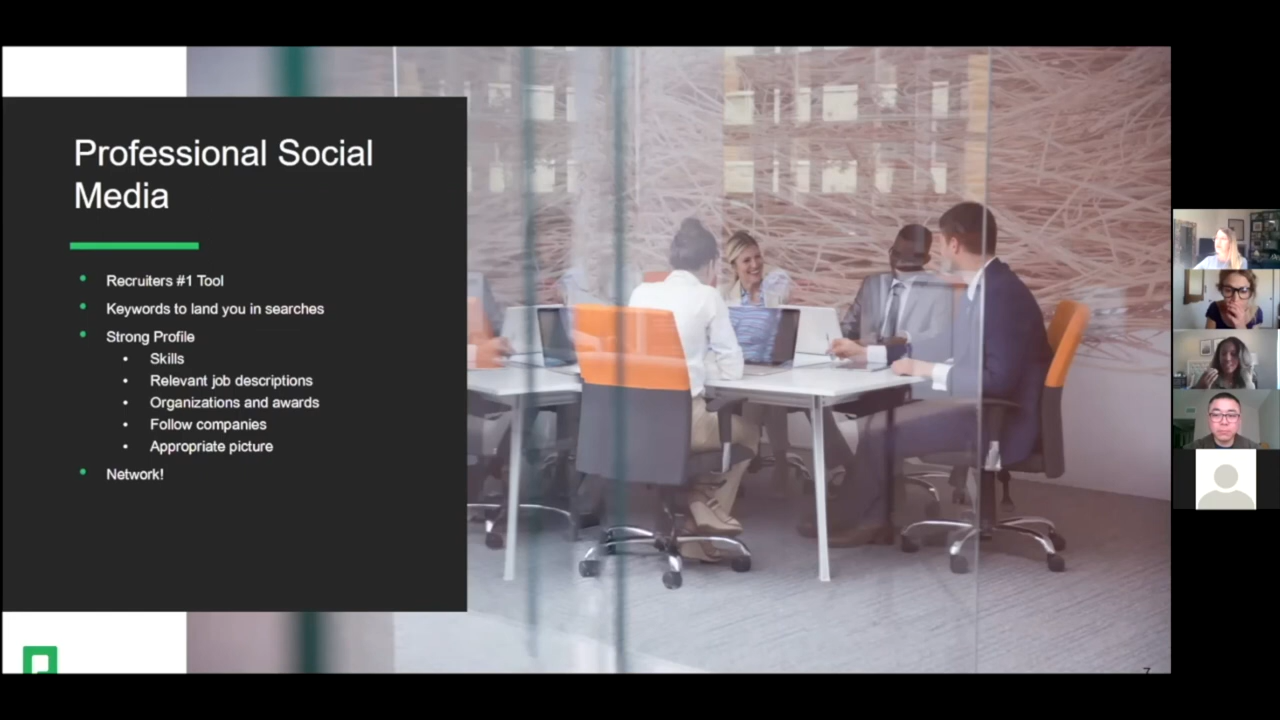 Professional Social
Media
Recruiters #1 Tool
Keywords to land you in searches
Strong Profile
Skills
Relevant job descriptions
Organizations and awards
Follow companies
Appropriate picture
Network!
7